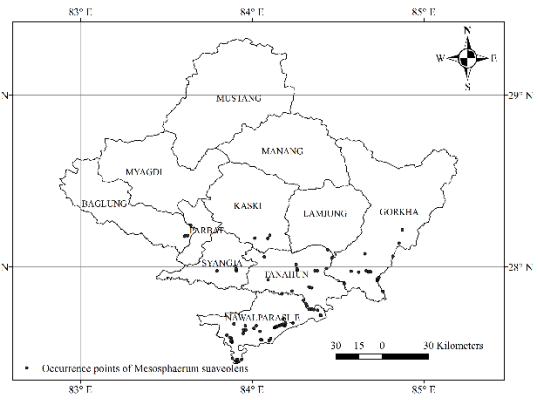 83° E 84° E 85° E
N
W E
S
N 29° N
MUSTANG
MANANG
MYAGDI
KASKI
BAGLUNG
LAMJUNG
GORKHA
PARBAT
SYANGJA
N 28° N
TANAHUN
NAWALPARASI_E
30 15 0 30 Kilometers
Occurrence points of Mesosphaerum suaveolens
83° E 84° E 85° E